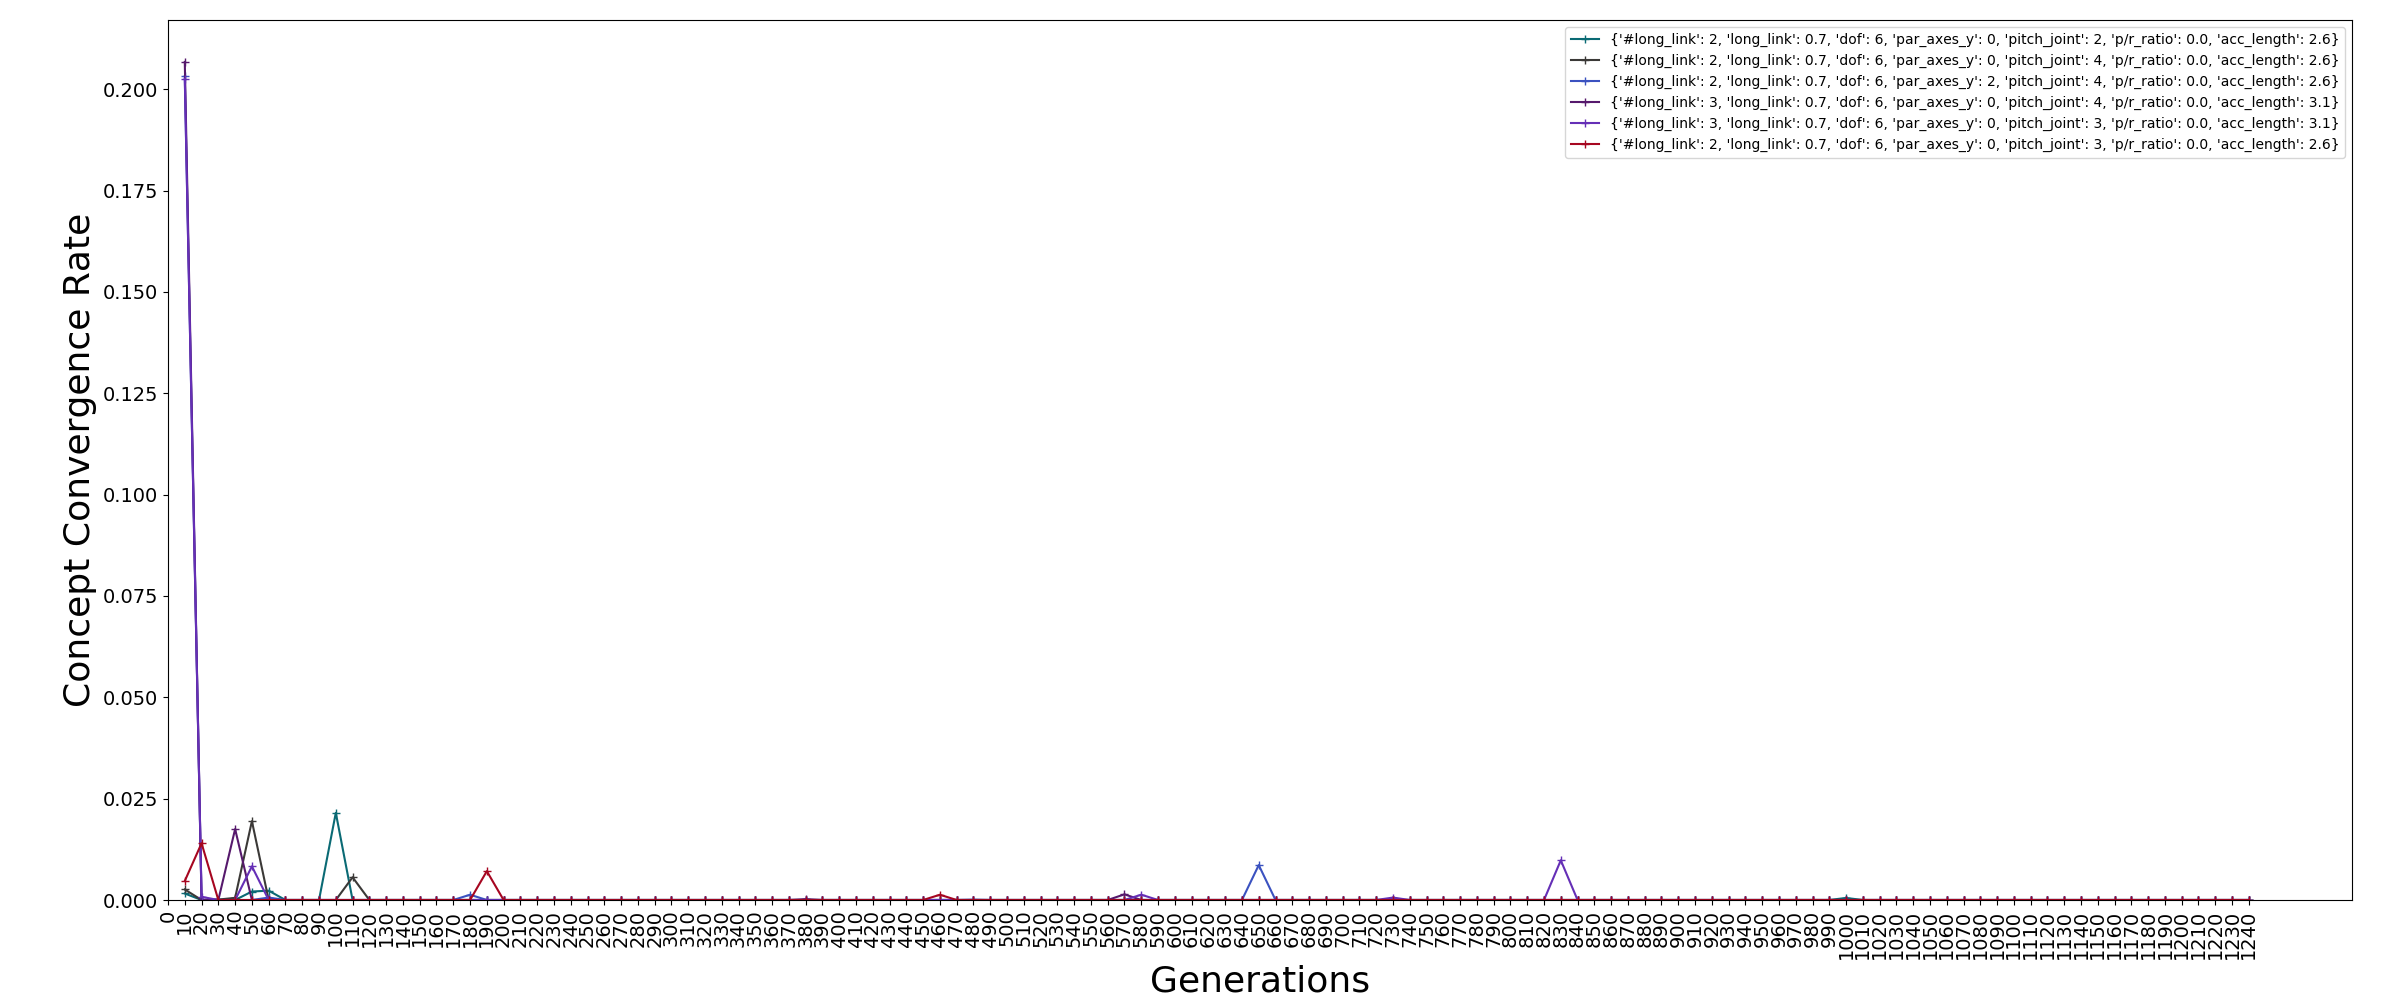 {'#long_link': 2, 'long_link': 0.7, 'dof': 6, 'par_axes_y': 0, 'pitch_joint': 2, 'p/r_ratio': 0.0, 'acc_length': 2.6}
{'#long_link': 2, 'long_link': 0.7, 'dof': 6, 'par_axes_y': 0, 'pitch_joint': 4, 'p/r_ratio': 0.0, 'acc_length': 2.6}
{'#long_link': 2, 'long_link': 0.7, 'dof': 6, 'par_axes_y': 2, 'pitch_joint': 4, 'p/r_ratio': 0.0, 'acc_length': 2.6}
{'#long_link': 3, 'long_link': 0.7, 'dof': 6, 'par_axes_y': 0, 'pitch_joint': 4, 'p/r_ratio': 0.0, 'acc_length': 3.1}
{'#long_link': 3, 'long_link': 0.7, 'dof': 6, 'par_axes_y': 0, 'pitch_joint': 3, 'p/r_ratio': 0.0, 'acc_length': 3.1}
{'#long_link': 2, 'long_link': 0.7, 'dof': 6, 'par_axes_y': 0, 'pitch_joint': 3, 'p/r_ratio': 0.0, 'acc_length': 2.6}
Concept Convergence Rate
0.200
0.175
0.150
0.125
0.100
0.075
0.050
0.025
0.000
0 10 20 30 40 50 60 70 80 90 100 110 120 130 140 150 160 170 180 190 200 210 220 230 240 250 260 270 280 290 300 310 320 330 340 350 360 370 380 390 400 410 420 430 440 450 460 470 480 490 500 510 520 530 540 550 560 570 580 590 600 610 620 630 640 650 660 670 680 690 700 710 720 730 740 750 760 770 780 790 800 810 820 830 840 850 860 870 880 890 900 910 920 930 940 950 960 970 980 990 1000 1010 1020 1030 1040 1050 1060 1070 1080 1090 1100 1110 1120 1130 1140 1150 1160 1170 1180 1190 1200 1210 1220 1230 1240
Generations